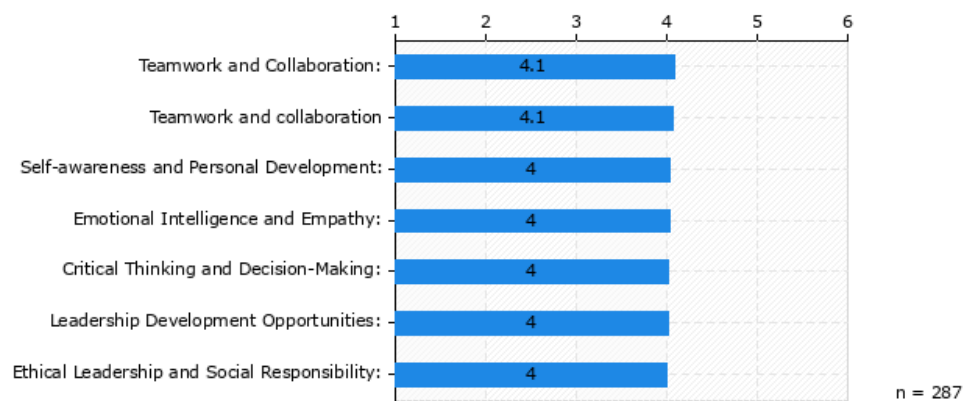 1 2 3 4 5 6
Teamwork and Collaboration: 4.1
Teamwork and collaboration 4.1
Self-awareness and Personal Development: 4
Emotional Intelligence and Empathy: 4
Critical Thinking and Decision-Making: 4
Leadership Development Opportunities: 4
Ethical Leadership and Social Responsibility: 4
n = 287